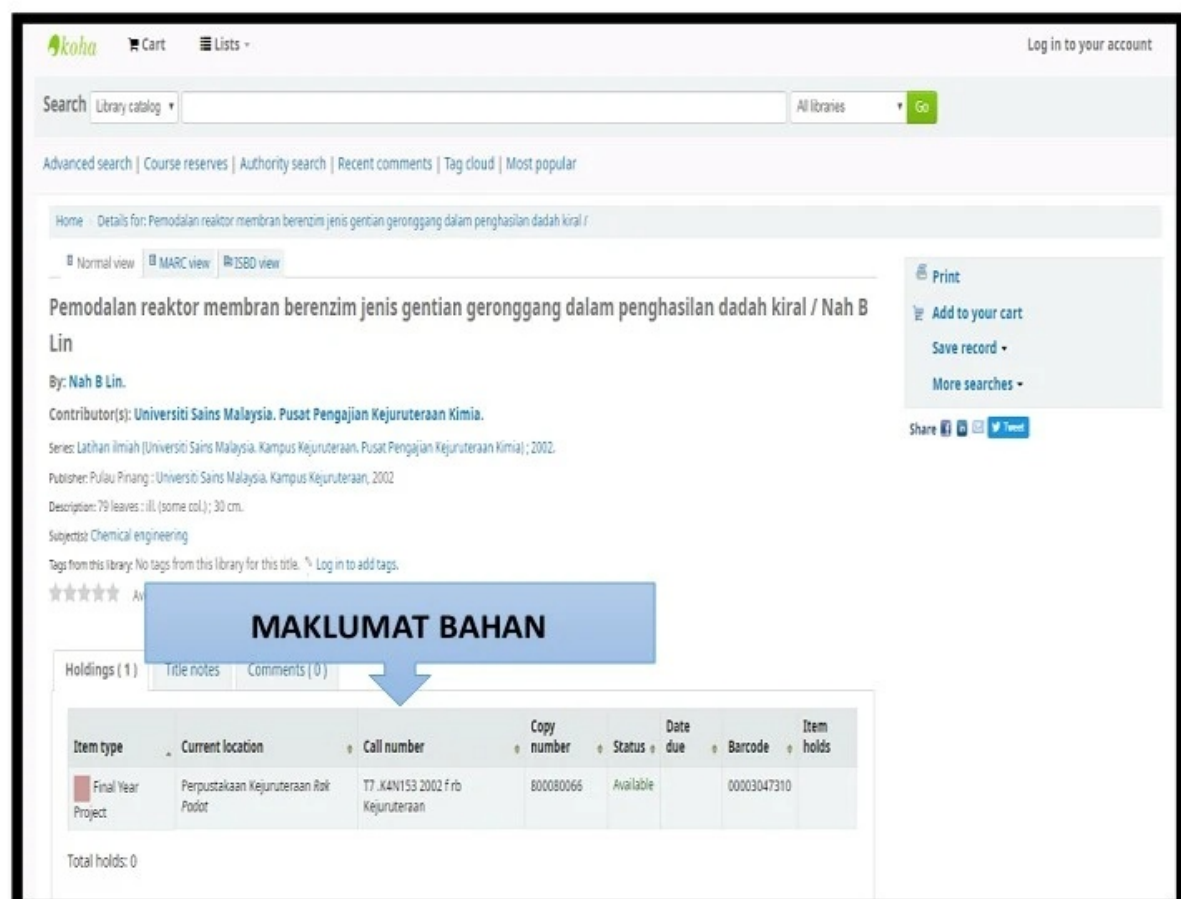 koha Cart Lists Log in to your account
Search Library catalog All libraries Go
Advanced search | Course reserves | Authority search | Recent comments | Tag cloud | Most popular
Home Details for: Pemodalan reaktor membran berenzim jenis gentian geronggang dalam penghasilan dadah kiral /
Normal view MARC view ISBD view
Pemodalan reaktor membran berenzim jenis gentian geronggang dalam penghasilan dadah kiral / Nah B
Lin
By: Nah B Lin.
Contributor(s): Universiti Sains Malaysia. Pusat Pengajian Kejuruteraan Kimia.
Series: Latihan ilmiah (Universiti Sains Malaysia. Kampus Kejuruteraan. Pusat Pengajian Kejuruteraan Kimia) ; 2002.
Publisher: Pulau Pinang : Universiti Sains Malaysia. Kampus Kejuruteraan, 2002
Description: 79 leaves : ill. (some col.) ; 30 cm.
Subject(s): Chemical engineering
Tags from this library: No tags from this library for this title. Log in to add tags.
Print
Add to your cart
Save record
More searches
Share Tweet
MAKLUMAT BAHAN
Holdings ( 1 ) Title notes Comments ( 0 )
Item type Current location Call number Copy number Status Date due Barcode Item holds
Final Year Project Perpustakaan Kejuruteraan Rak Padat T7 .K4N153 2002 f rb Kejuruteraan 800080066 Available 00003047310
Total holds: 0